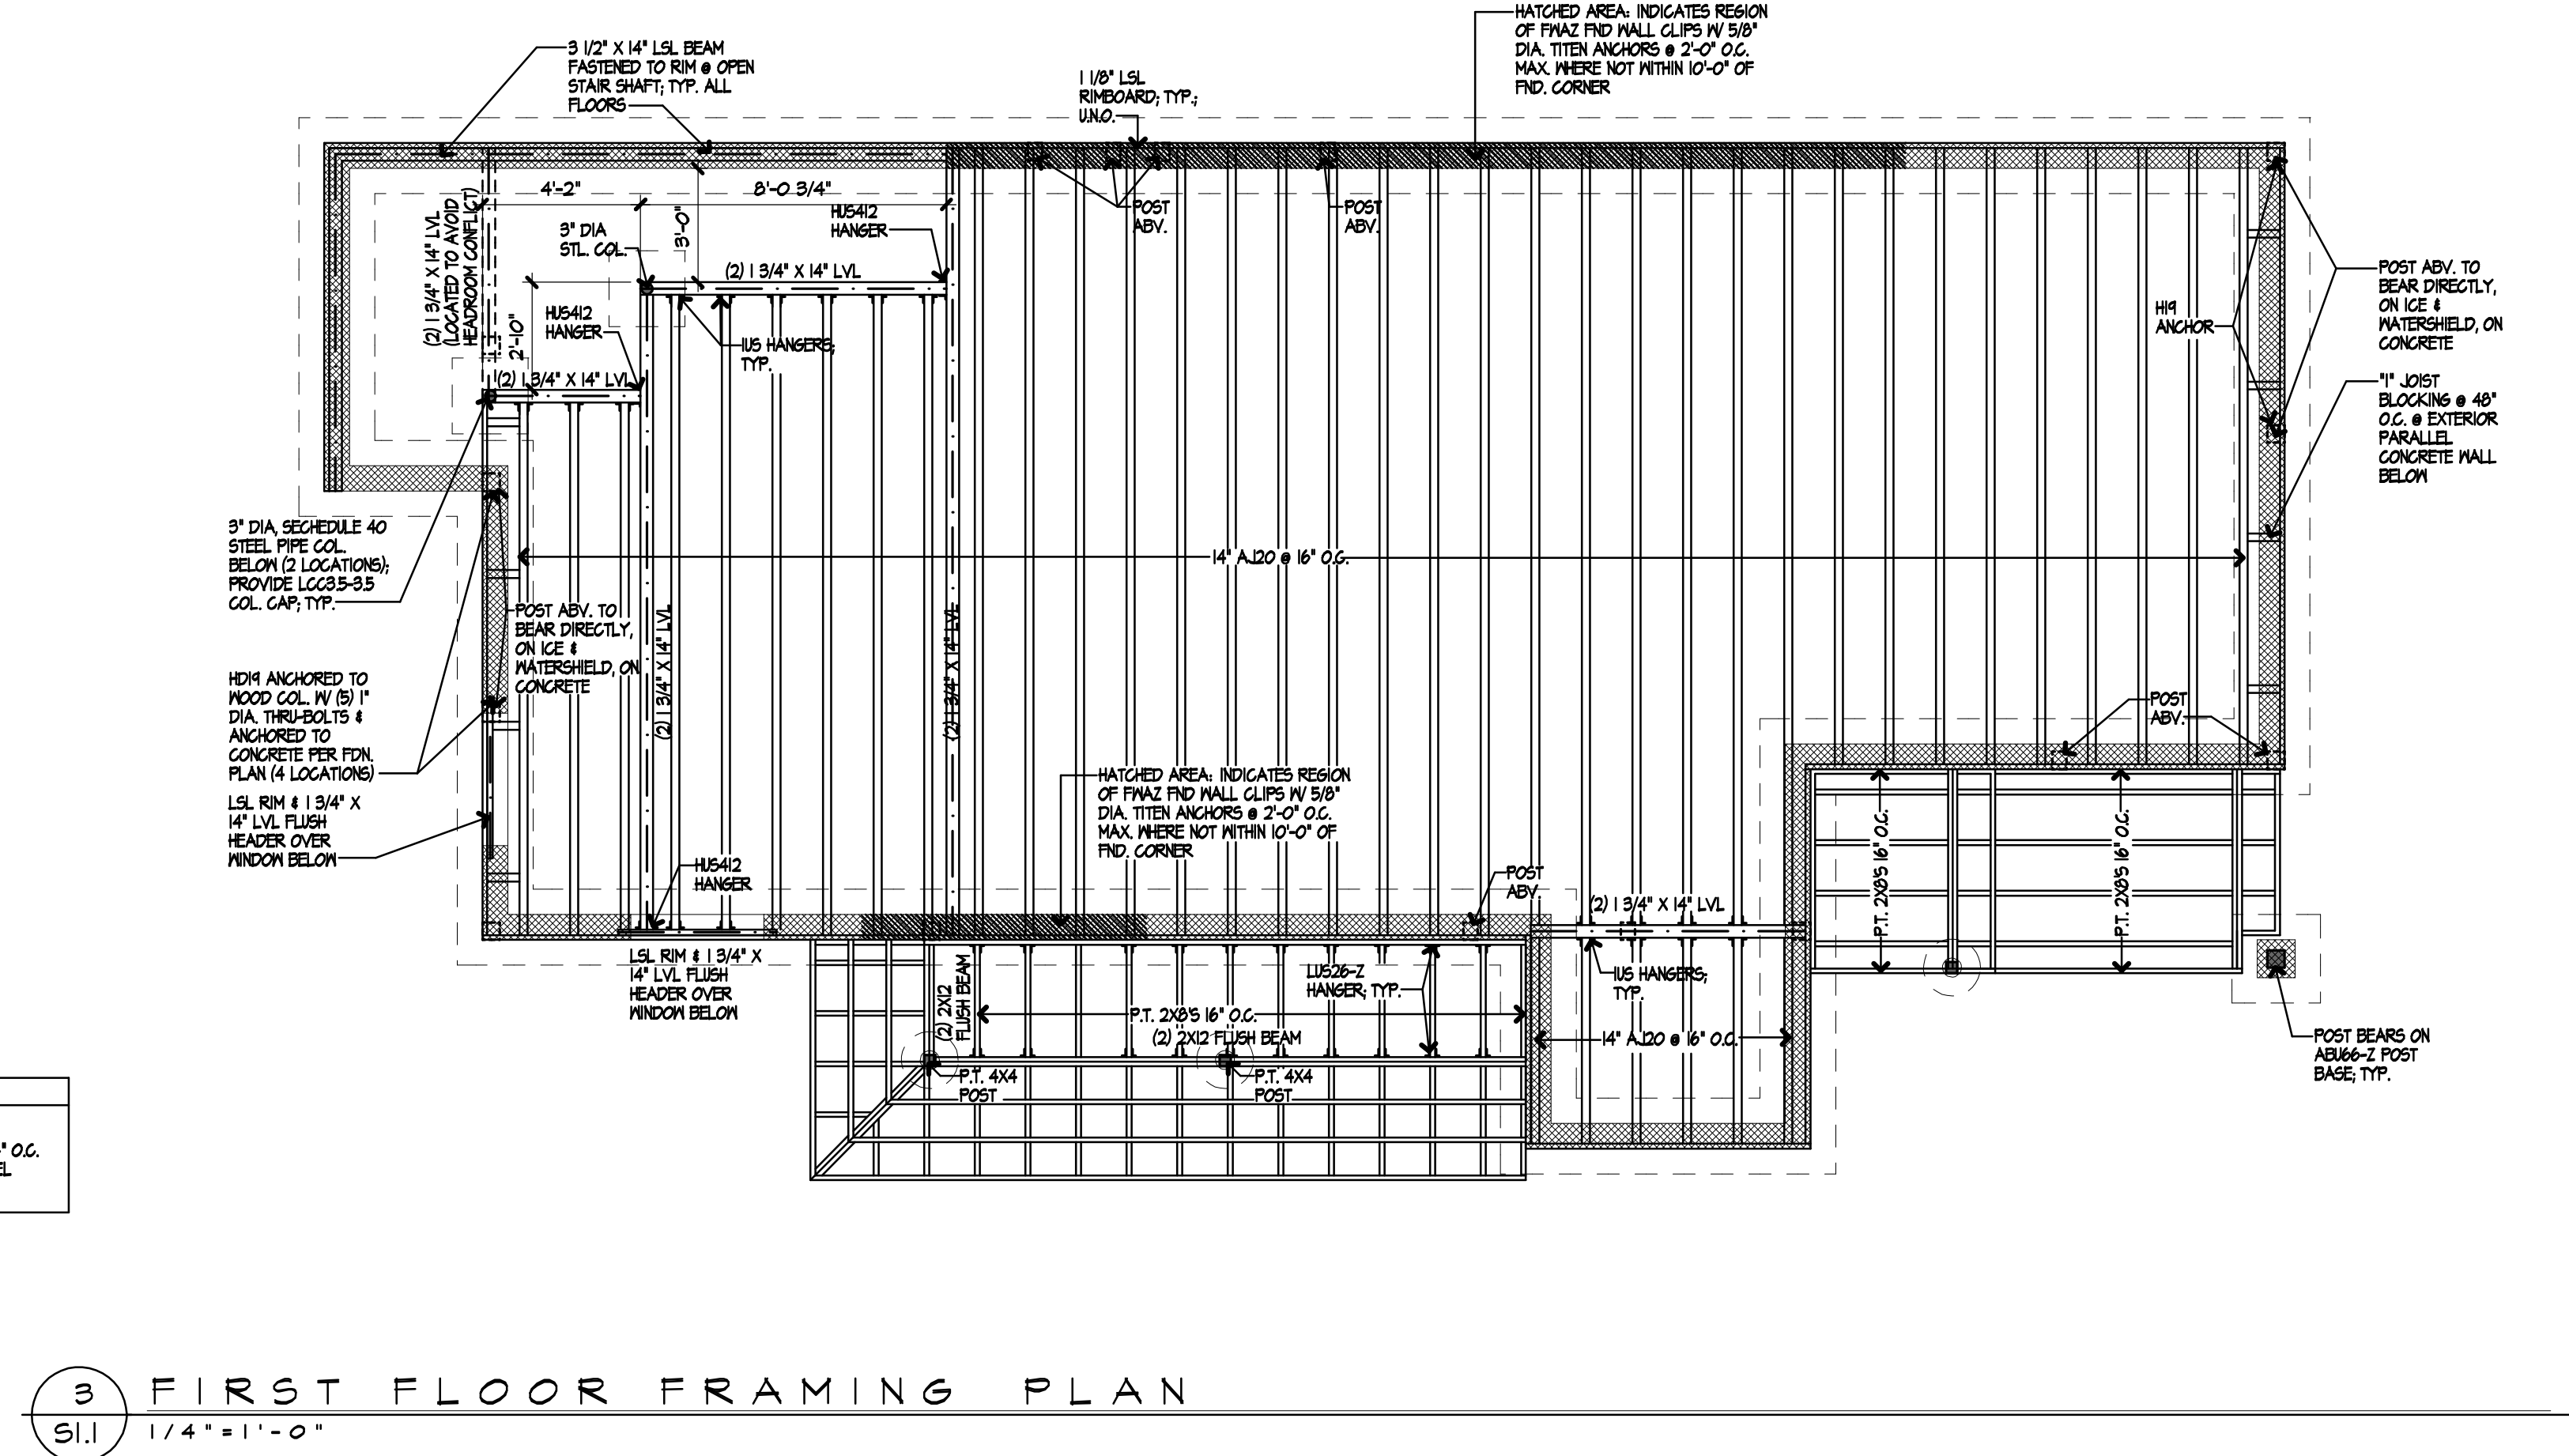 3 1/2" X 14" LSL BEAM
FASTENED TO RIM @ OPEN
STAIR SHAFT; TYP. ALL
FLOORS
1 1/8" LSL
RIMBOARD; TYP.;
U.N.O.
HATCHED AREA: INDICATES REGION
OF FWAZ FND WALL CLIPS W/ 5/8"
DIA. TITEN ANCHORS @ 2'-0" O.C.
MAX. WHERE NOT WITHIN 10'-0" OF
FND. CORNER
4'-2"
8'-0 3/4"
3'-0"
2'-10"
(2) 1 3/4" X 14" LVL
(LOCATED TO AVOID
HEADROOM CONFLICT)
3" DIA
STL. COL.
HUS412
HANGER
(2) 1 3/4" X 14" LVL
HUS412
HANGER
IUS HANGERS;
TYP.
(2) 1 3/4" X 14" LVL
POST
ABV.
POST
ABV.
H19
ANCHOR
POST ABV. TO
BEAR DIRECTLY,
ON ICE &
WATERSHIELD, ON
CONCRETE
"I" JOIST
BLOCKING @ 48"
O.C. @ EXTERIOR
PARALLEL
CONCRETE WALL
BELOW
3" DIA, SECHEDULE 40
STEEL PIPE COL.
BELOW (2 LOCATIONS);
PROVIDE LCC3.5-3.5
COL. CAP; TYP.
14" AJ20 @ 16" O.C.
POST ABV. TO
BEAR DIRECTLY,
ON ICE &
WATERSHIELD, ON
CONCRETE
(2) 1 3/4" X 14" LVL
(2) 1 3/4" X 14" LVL
HD19 ANCHORED TO
WOOD COL. W/ (5) 1"
DIA. THRU-BOLTS &
ANCHORED TO
CONCRETE PER FDN.
PLAN (4 LOCATIONS)
LSL RIM & 1 3/4" X
14" LVL FLUSH
HEADER OVER
WINDOW BELOW
POST
ABV.
HATCHED AREA: INDICATES REGION
OF FWAZ FND WALL CLIPS W/ 5/8"
DIA. TITEN ANCHORS @ 2'-0" O.C.
MAX. WHERE NOT WITHIN 10'-0" OF
FND. CORNER
HUS412
HANGER
POST
ABV.
(2) 1 3/4" X 14" LVL
P.T. 2X8'S 16" O.C.
P.T. 2X8'S 16" O.C.
LSL RIM & 1 3/4" X
14" LVL FLUSH
HEADER OVER
WINDOW BELOW
(2) 2X12
FLUSH BEAM
LUS26-Z
HANGER; TYP.
IUS HANGERS;
TYP.
P.T. 2X8'S 16" O.C.
(2) 2X12 FLUSH BEAM
14" AJ20 @ 16" O.C.
P.T. 4X4
POST
P.T. 4X4
POST
POST BEARS ON
ABU66-Z POST
BASE; TYP.
" O.C.
3
S1.1
FIRST FLOOR FRAMING PLAN
1/4"=1'-0"